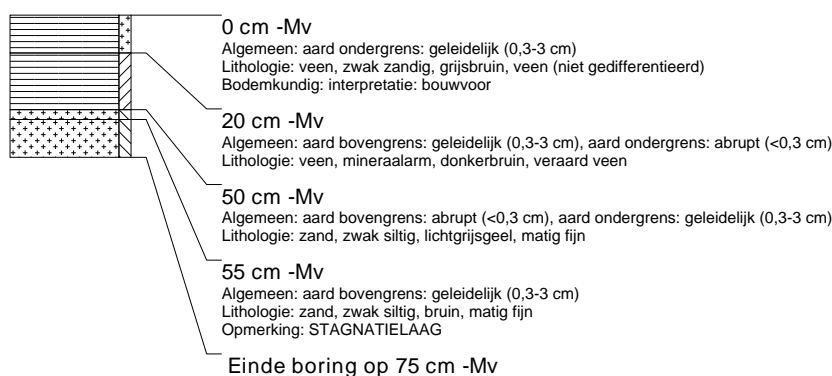 0 cm -Mv
Algemeen: aard ondergrens: geleidelijk (0,3-3 cm)
Lithologie: veen, zwak zandig, grijsbruin, veen (niet gedifferentieerd)
Bodemkundig: interpretatie: bouwvoor
20 cm -Mv
Algemeen: aard bovengrens: geleidelijk (0,3-3 cm), aard ondergrens: abrupt (<0,3 cm)
Lithologie: veen, mineraalarm, donkerbruin, veraard veen
50 cm -Mv
Algemeen: aard bovengrens: abrupt (<0,3 cm), aard ondergrens: geleidelijk (0,3-3 cm)
Lithologie: zand, zwak siltig, lichtgrijsgeel, matig fijn
55 cm -Mv
Algemeen: aard bovengrens: geleidelijk (0,3-3 cm)
Lithologie: zand, zwak siltig, bruin, matig fijn
Opmerking: STAGNATIELAAG
Einde boring op 75 cm -Mv